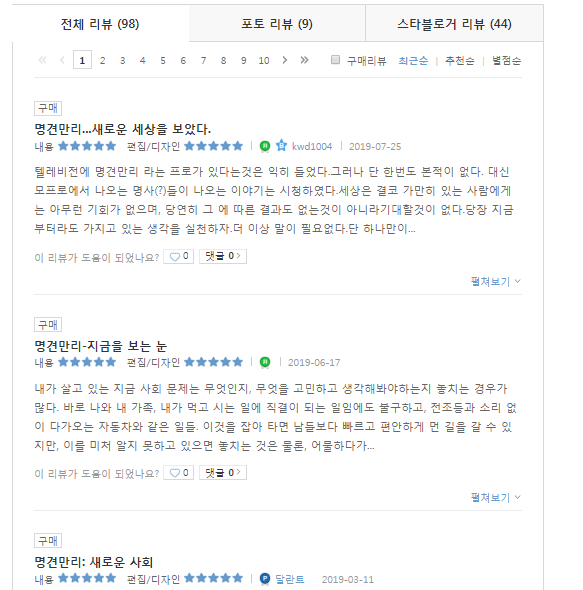 전체 리뷰 (98) 포토 리뷰 (9) 스타블로거 리뷰 (44)
« ‹ 1 2 3 4 5 6 7 8 9 10 › » 구매리뷰 최근순 | 추천순 | 별점순
구매
명견만리...새로운 세상을 보았다.
내용 ★★★★★ 편집/디자인 ★★★★★ | kwd1004 | 2019-07-25
텔레비전에 명견만리 라는 프로가 있다는것은 익히 들었다.그러나 단 한번도 본적이 없다. 대신
모프로에서 나오는 명사(?)들이 나오는 이야기는 시청하였다.세상은 결코 가만히 있는 사람에게
는 아무런 기회가 없으며, 당연히 그 에 따른 결과도 없는것이 아니라기대할것이 없다.당장 지금
부터라도 가지고 있는 생각을 실천하자.더 이상 말이 필요없다.단 하나만이...
이 리뷰가 도움이 되었나요? ♡ 0 댓글 0 >
펼쳐보기
구매
명견만리-지금을 보는 눈
내용 ★★★★★ 편집/디자인 ★★★★★ | | 2019-06-17
내가 살고 있는 지금 사회 문제는 무엇인지, 무엇을 고민하고 생각해봐야하는지 놓치는 경우가
많다. 바로 나와 내 가족, 내가 먹고 시는 일에 직결이 되는 일임에도 불구하고, 전조등과 소리 없
이 다가오는 자동차와 같은 일들. 이것을 잡아 타면 남들보다 빠르고 편안하게 먼 길을 갈 수 있
지만, 이를 미처 알지 못하고 있으면 놓치는 것은 물론, 어물하다가...
이 리뷰가 도움이 되었나요? ♡ 0 댓글 0 >
펼쳐보기
구매
명견만리: 새로운 사회
내용 ★★★★★ 편집/디자인 ★★★★★ | P 달란트 2019-03-11